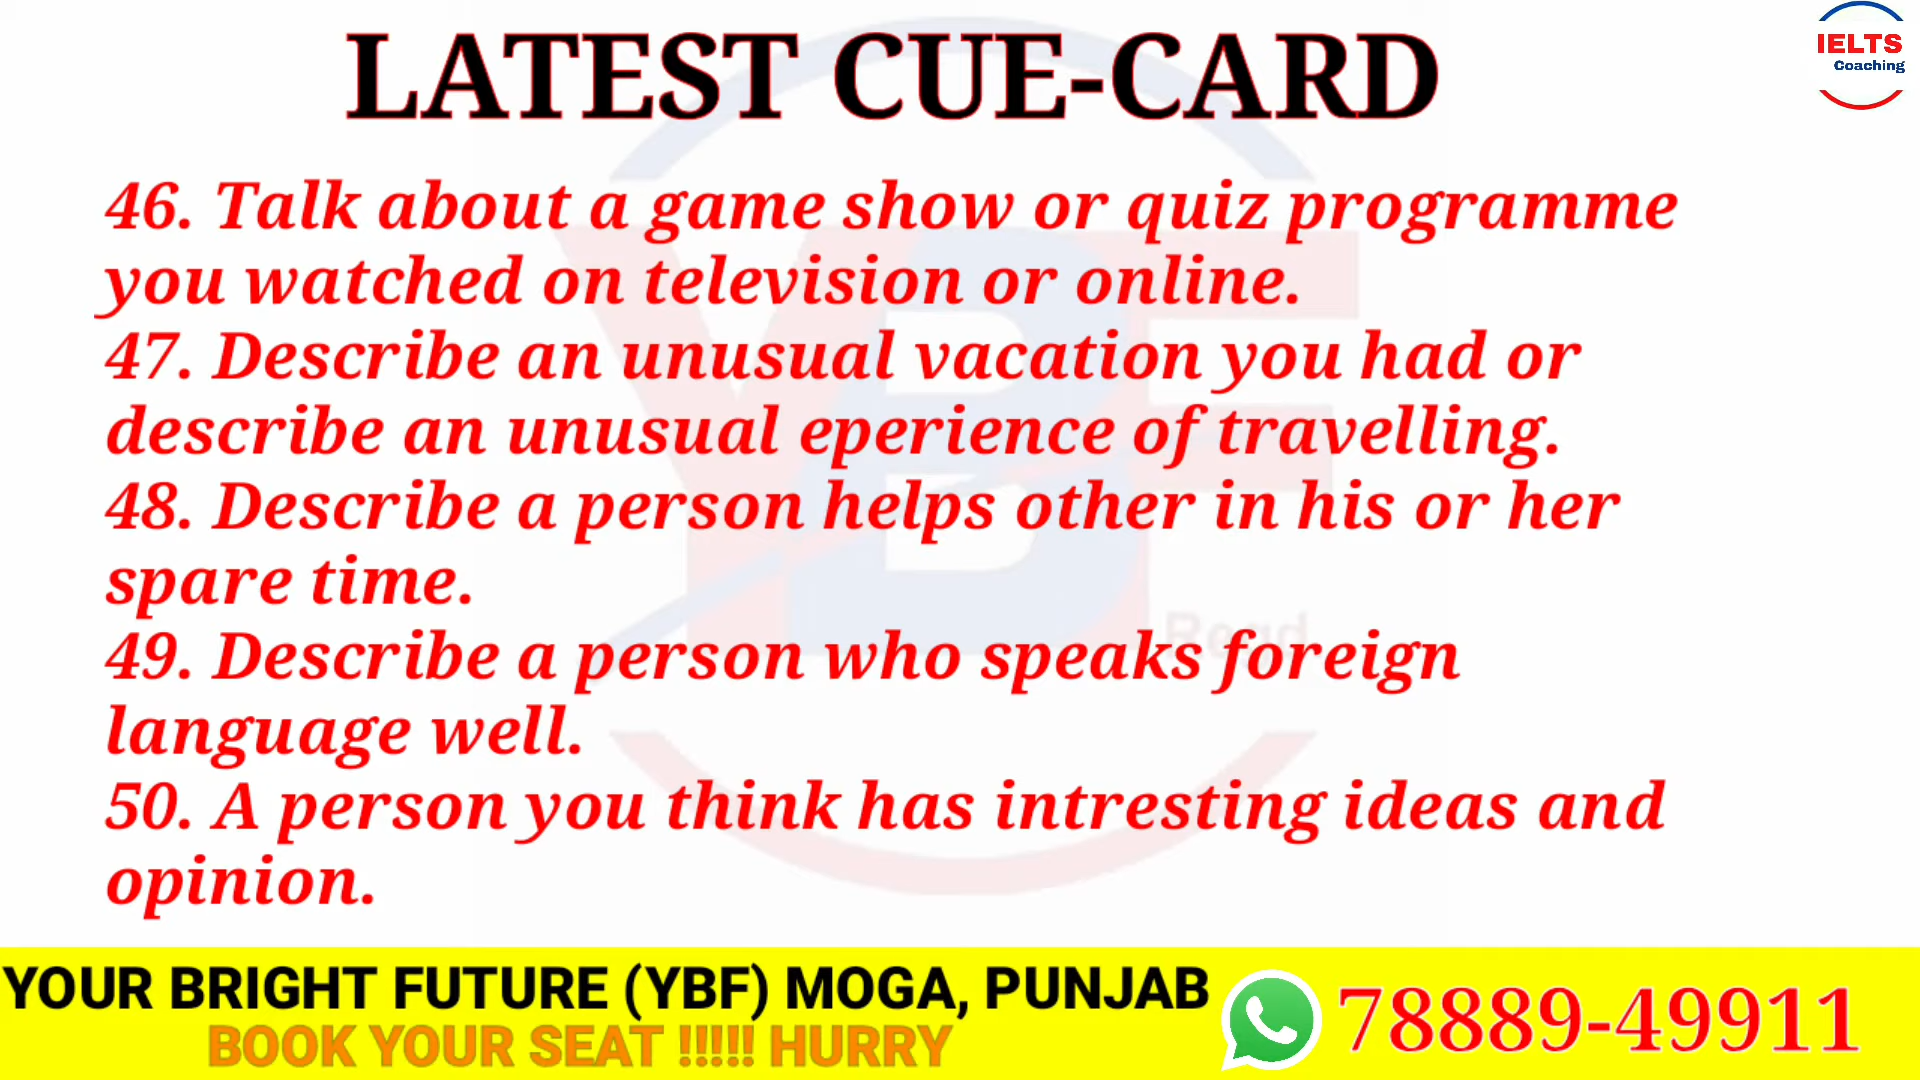 LATEST CUE-CARD
IELTS
Coaching
46. Talk about a game show or quiz programme
you watched on television or online.
47. Describe an unusual vacation you had or
describe an unusual eperience of travelling.
48. Describe a person helps other in his or her
spare time.
49. Describe a person who speaks foreign
language well.
50. A person you think has intresting ideas and
opinion.
YBF
Road
YOUR BRIGHT FUTURE (YBF) MOGA, PUNJAB
BOOK YOUR SEAT !!!!! HURRY
78889-49911